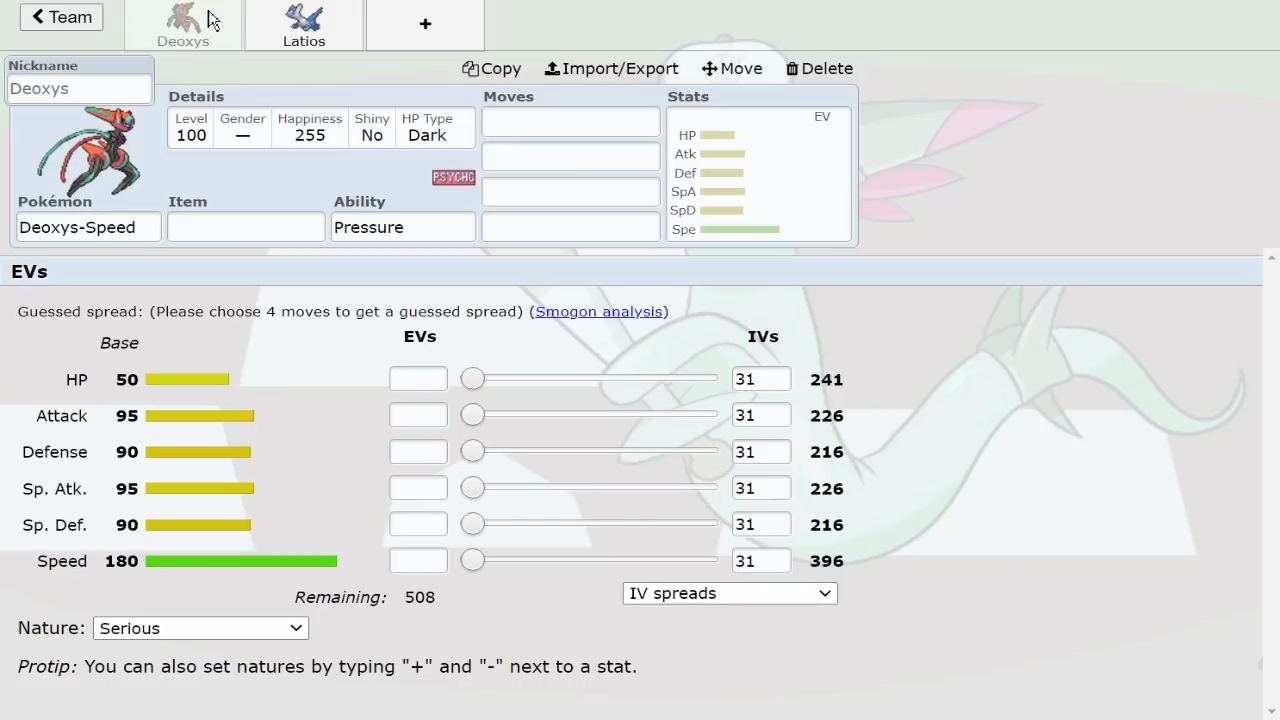 Team
Deoxys
Latios
+
Nickname
Deoxys
Copy
Import/Export
Move
Delete
Details
Moves
Stats
Level
Gender
Happiness
Shiny
HP Type
100
—
255
No
Dark
EV
HP
Atk
Def
SpA
SpD
Spe
PSYCHC
Pokémon
Item
Ability
Deoxys-Speed
Pressure
EVs
Guessed spread: (Please choose 4 moves to get a guessed spread) (Smogon analysis)
Base
EVs
IVs
HP 50 31 241
Attack 95 31 226
Defense 90 31 216
Sp. Atk. 95 31 226
Sp. Def. 90 31 216
Speed 180 31 396
Remaining: 508
IV spreads
Nature: Serious
Protip: You can also set natures by typing "+" and "-" next to a stat.